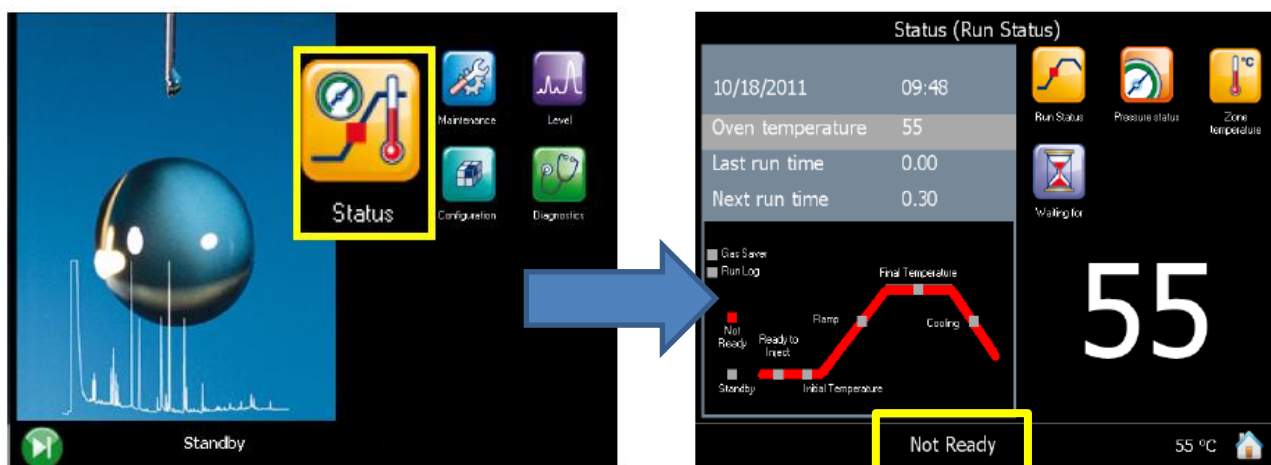 Status
Maintenance
Level
Configuration
Diagnostics
Standby
Status (Run Status)
10/18/2011 09:48
Oven temperature 55
Last run time 0.00
Next run time 0.30
Run Status
Pressure status
°C
Zone
temperature
Waiting for
Gas Saver
Run Log
Final Temperature
Ramp
Cooling
Not
Ready
Ready to
Inject
Standby
Initial Temperature
55
Not Ready
55 °C